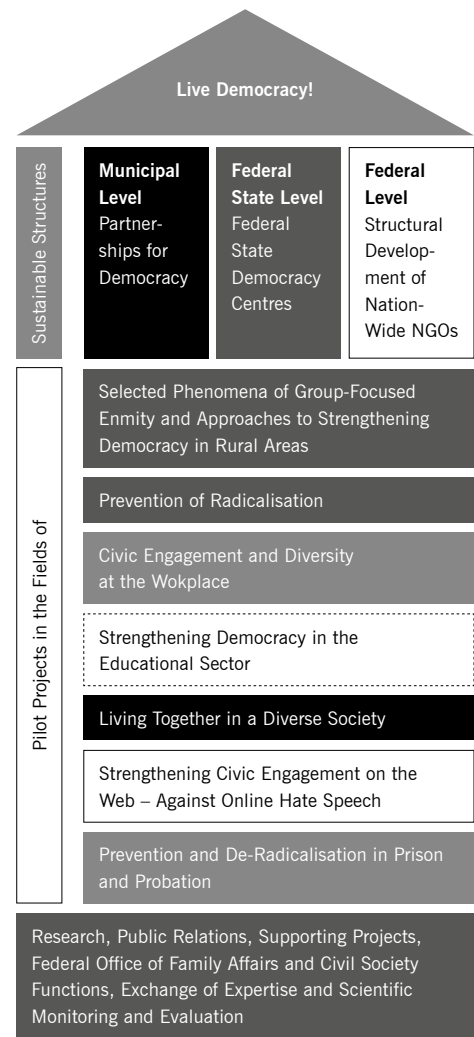 Live Democracy!
Sustainable Structures
Municipal
Level
Partner-
ships for
Democracy
Federal
State Level
Federal
State
Democracy
Centres
Federal
Level
Structural
Develop-
ment of
Nation-
Wide NGOs
Pilot Projects in the Fields of
Selected Phenomena of Group-Focused
Enmity and Approaches to Strengthening
Democracy in Rural Areas
Prevention of Radicalisation
Civic Engagement and Diversity
at the Wokplace
Strengthening Democracy in the
Educational Sector
Living Together in a Diverse Society
Strengthening Civic Engagement on the
Web – Against Online Hate Speech
Prevention and De-Radicalisation in Prison
and Probation
Research, Public Relations, Supporting Projects,
Federal Office of Family Affairs and Civil Society
Functions, Exchange of Expertise and Scientific
Monitoring and Evaluation